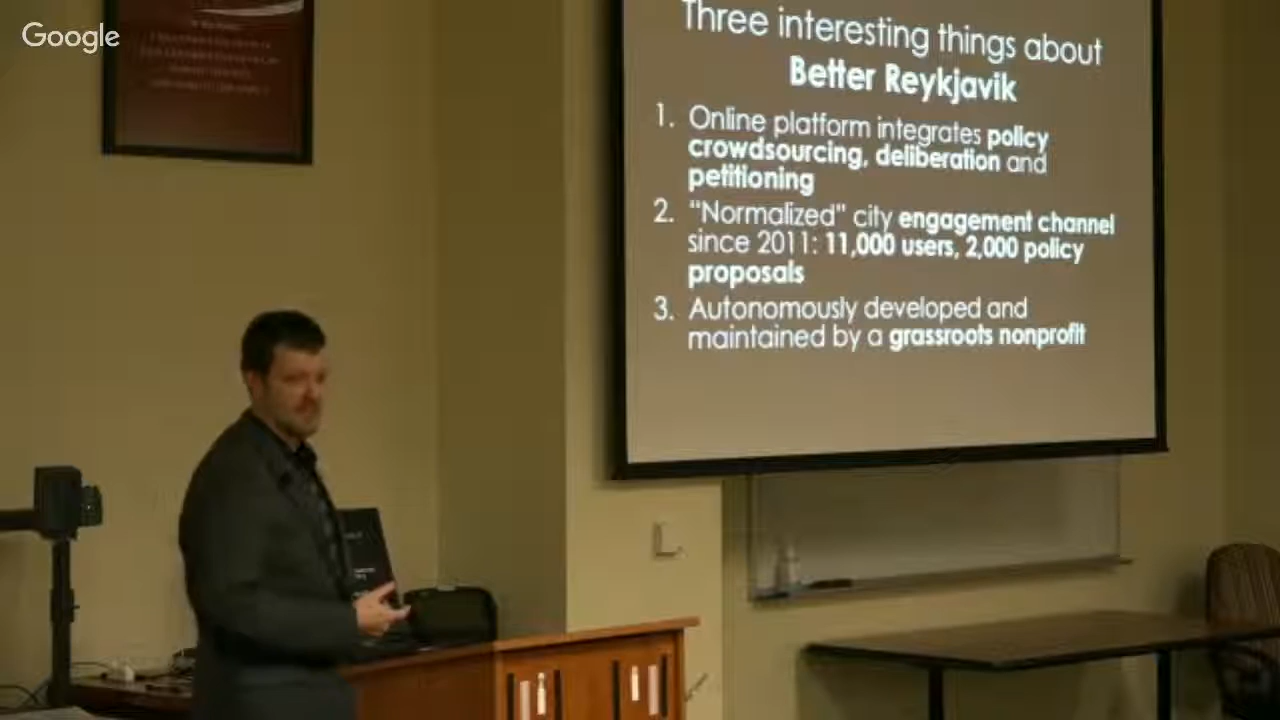 Google
Three interesting things about
Better Reykjavik
1. Online platform integrates policy
crowdsourcing, deliberation and
petitioning
2. "Normalized" city engagement channel
since 2011: 11,000 users, 2,000 policy
proposals
3. Autonomously developed and
maintained by a grassroots nonprofit